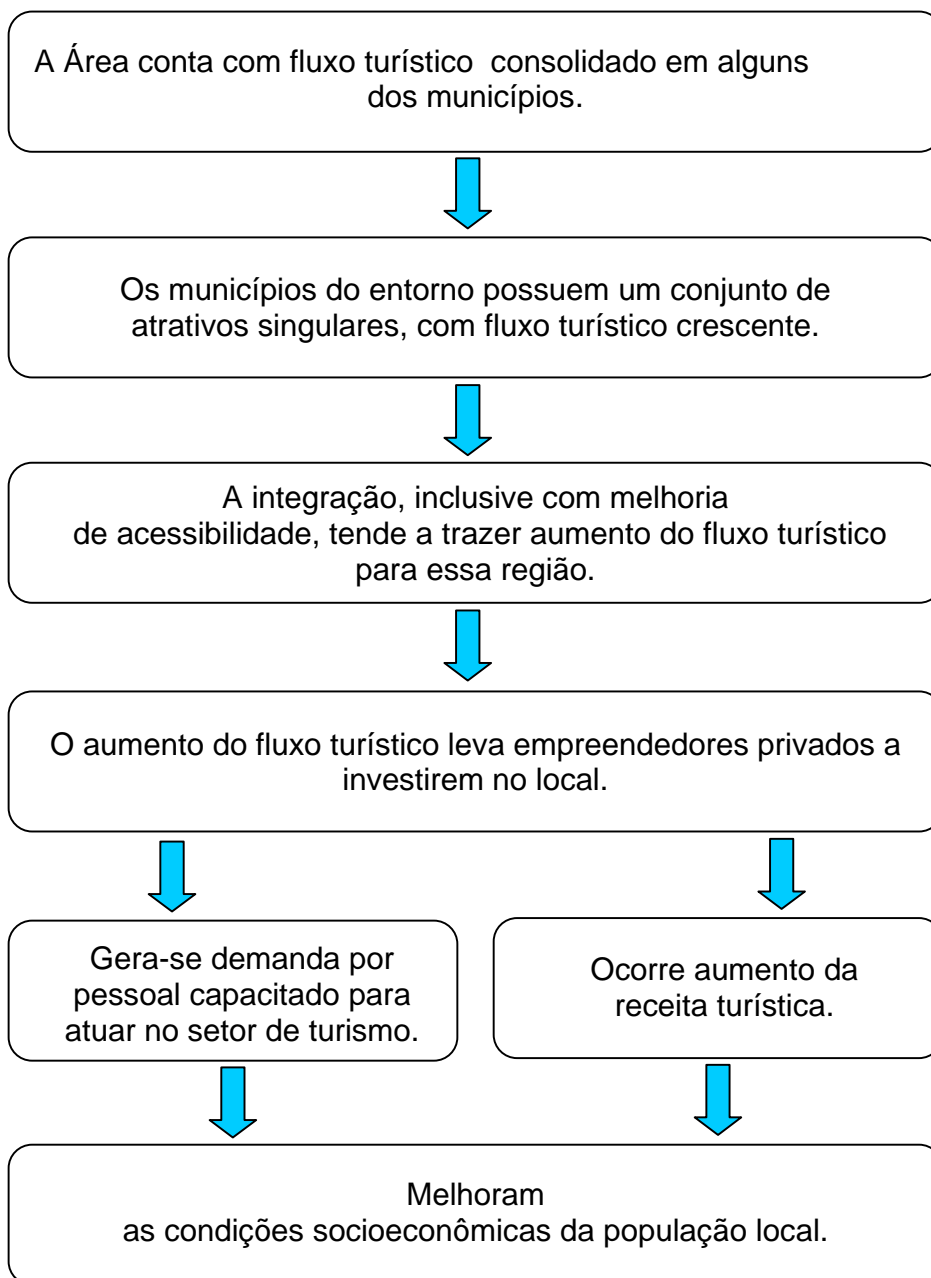 A Área conta com fluxo turístico consolidado em alguns
dos municípios.
Os municípios do entorno possuem um conjunto de
atrativos singulares, com fluxo turístico crescente.
A integração, inclusive com melhoria
de acessibilidade, tende a trazer aumento do fluxo turístico
para essa região.
O aumento do fluxo turístico leva empreendedores privados a
investirem no local.
Gera-se demanda por
pessoal capacitado para
atuar no setor de turismo.
Ocorre aumento da
receita turística.
Melhoram
as condições socioeconômicas da população local.